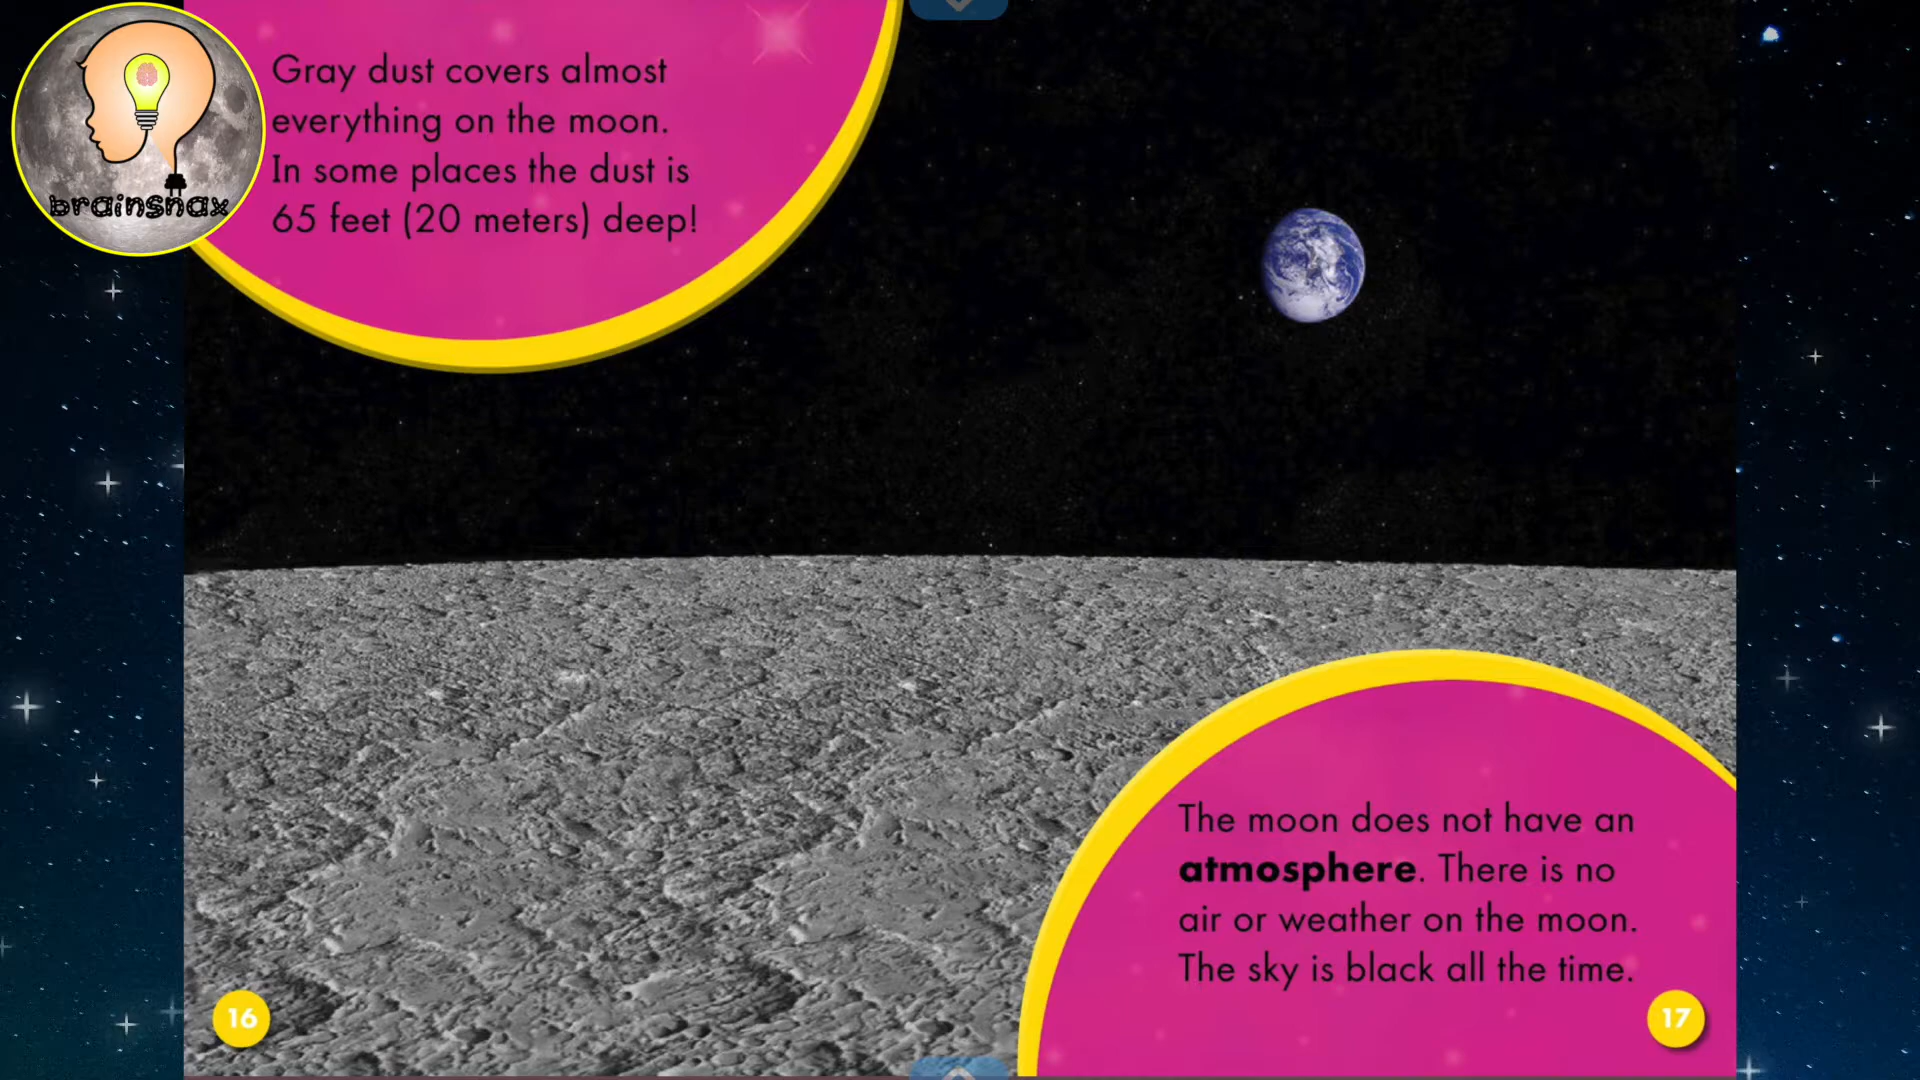 brainsnax
Gray dust covers almost
everything on the moon.
In some places the dust is
65 feet (20 meters) deep!
The moon does not have an
atmosphere. There is no
air or weather on the moon.
The sky is black all the time.
16
17